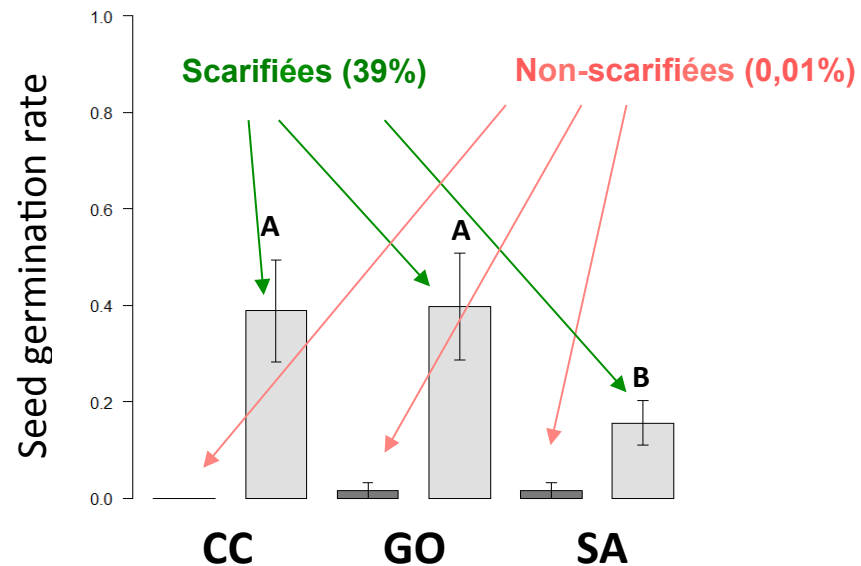 Seed germination rate
1.0
0.8
0.6
0.4
0.2
0.0
Scarifiées (39%)
Non-scarifiées (0,01%)
A
A
B
CC
GO
SA